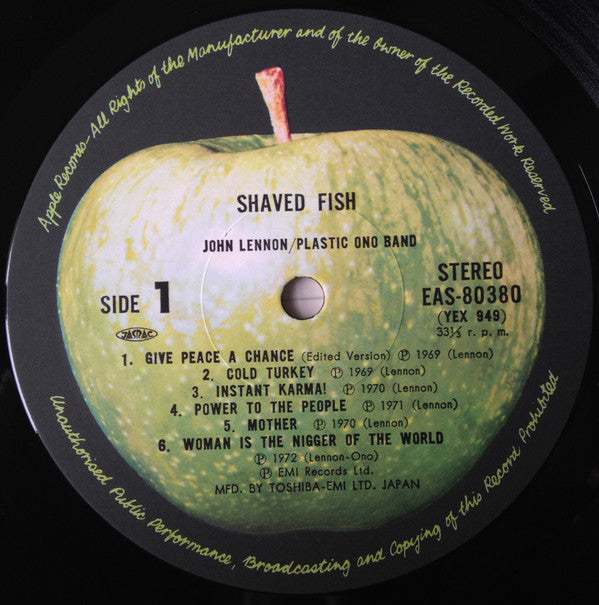 Apple Records-All Rights of the Manufacturer and of the Owner of the Recorded Work Reserved
SHAVED FISH
JOHN LENNON/PLASTIC ONO BAND
SIDE 1
JASRAC
STEREO
EAS-80380
(YEX 949)
33⅓ r. p. m.
1. GIVE PEACE A CHANCE (Edited Version) ℗ 1969 (Lennon)
2. COLD TURKEY ℗ 1969 (Lennon)
3. INSTANT KARMA! ℗ 1970 (Lennon)
4. POWER TO THE PEOPLE ℗ 1971 (Lennon)
5. MOTHER ℗ 1970 (Lennon)
6. WOMAN IS THE NIGGER OF THE WORLD
℗ 1972 (Lennon-Ono)
℗ EMI Records Ltd.
MFD. BY TOSHIBA-EMI LTD. JAPAN
Unauthorised Public Performance, Broadcasting and Copying of this Record Prohibited